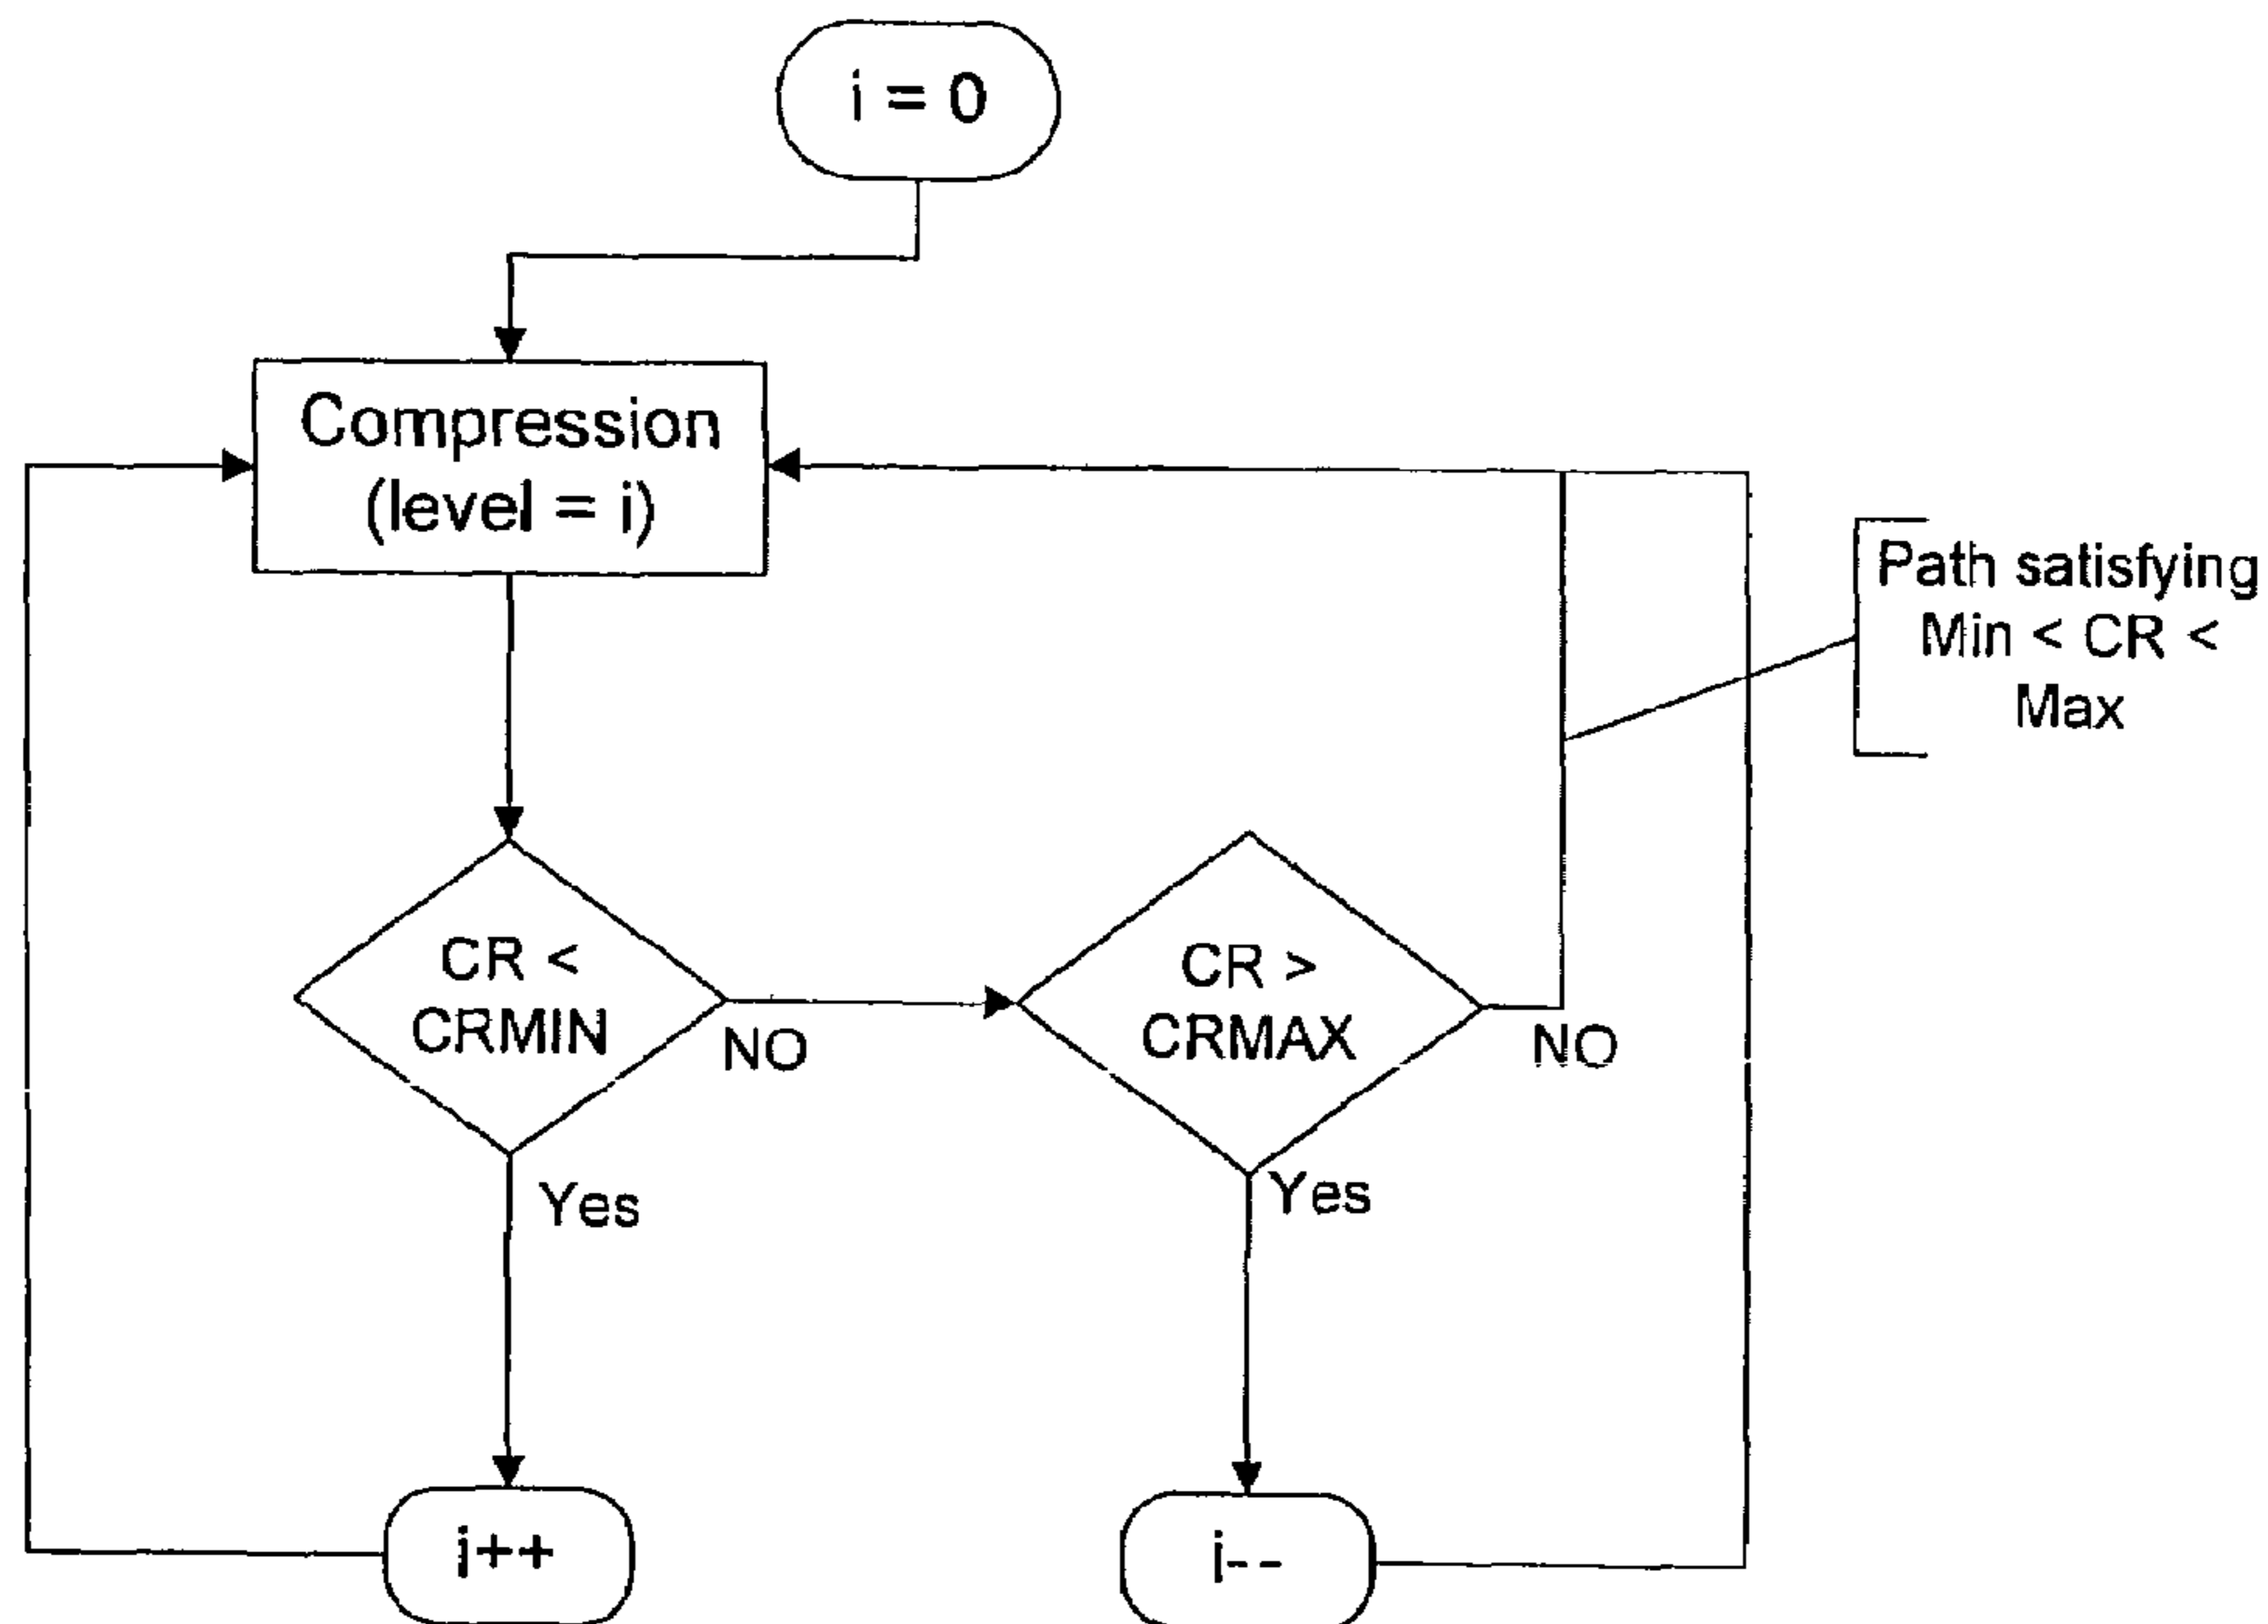 i = 0
Compression
(level = i)
Path satisfying
Min < CR <
Max
CR <
CRMIN
NO
CR >
CRMAX
NO
Yes
Yes
i++
i--